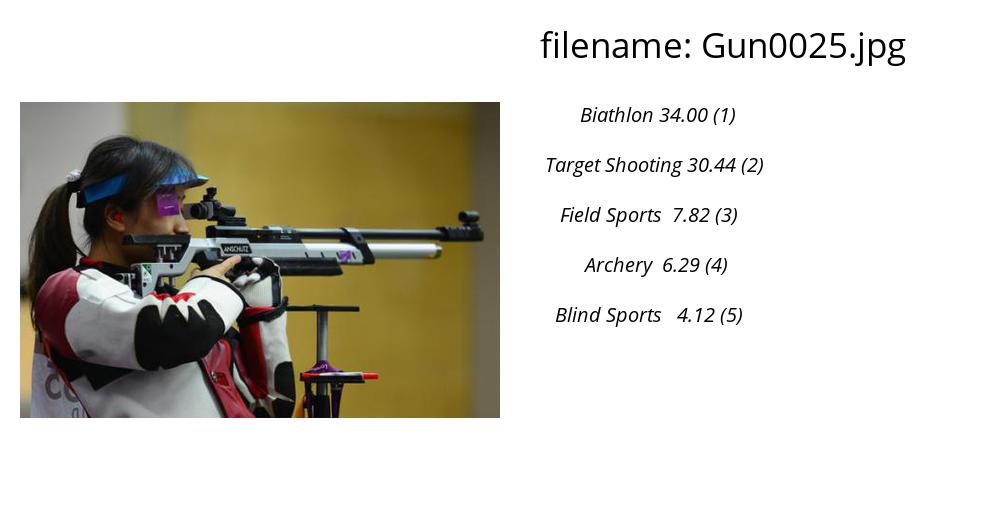 filename: Gun0025.jpg
Biathlon 34.00 (1)
Target Shooting 30.44 (2)
Field Sports 7.82 (3)
Archery 6.29 (4)
Blind Sports 4.12 (5)
ANSCHÜTZ